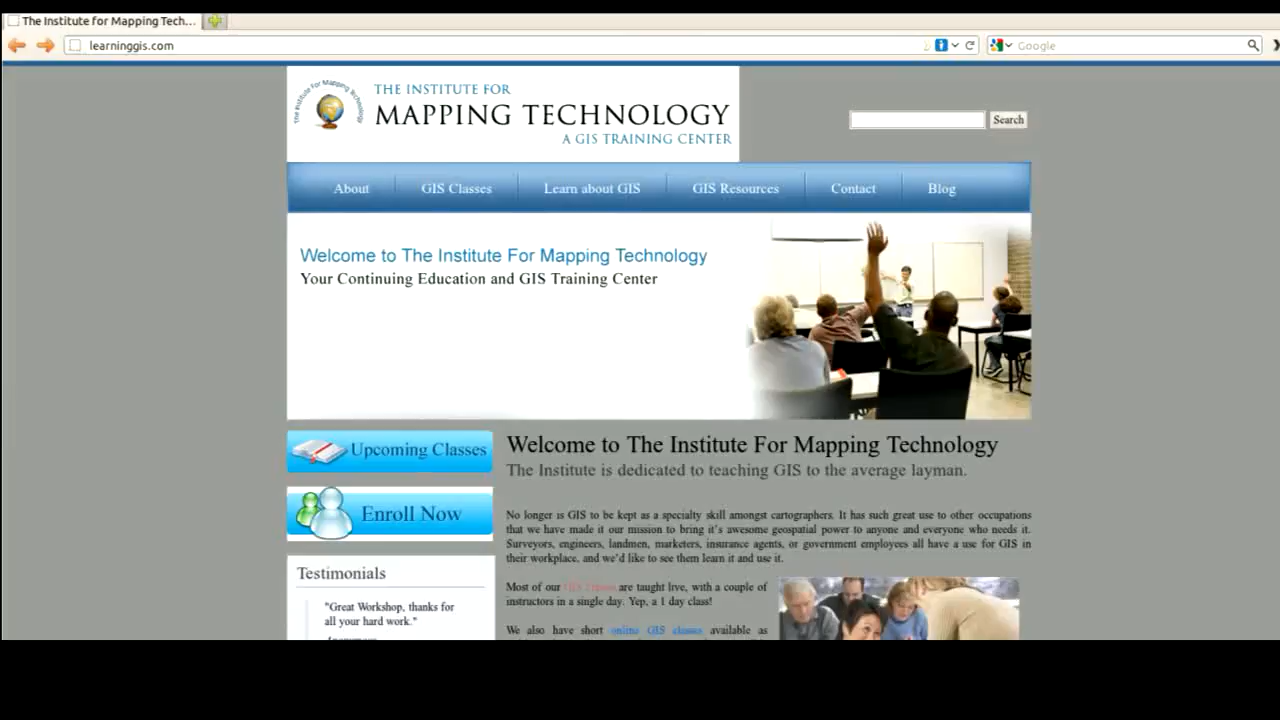 The Institute for Mapping Tech...
learninggis.com
Google
The Institute For Mapping Technology
THE INSTITUTE FOR
MAPPING TECHNOLOGY
A GIS TRAINING CENTER
Search
About
GIS Classes
Learn about GIS
GIS Resources
Contact
Blog
Welcome to The Institute For Mapping Technology
Your Continuing Education and GIS Training Center
Upcoming Classes
Enroll Now
Testimonials
"Great Workshop, thanks for
all your hard work."
Welcome to The Institute For Mapping Technology
The Institute is dedicated to teaching GIS to the average layman.
No longer is GIS to be kept as a specialty skill amongst cartographers. It has such great use to other occupations
that we have made it our mission to bring it's awesome geospatial power to anyone and everyone who needs it.
Surveyors, engineers, landmen, marketers, insurance agents, or government employees all have a use for GIS in
their workplace, and we'd like to see them learn it and use it.
Most of our are taught live, with a couple of
instructors in a single day. Yep, a 1 day class!
We also have short online GIS classes available as